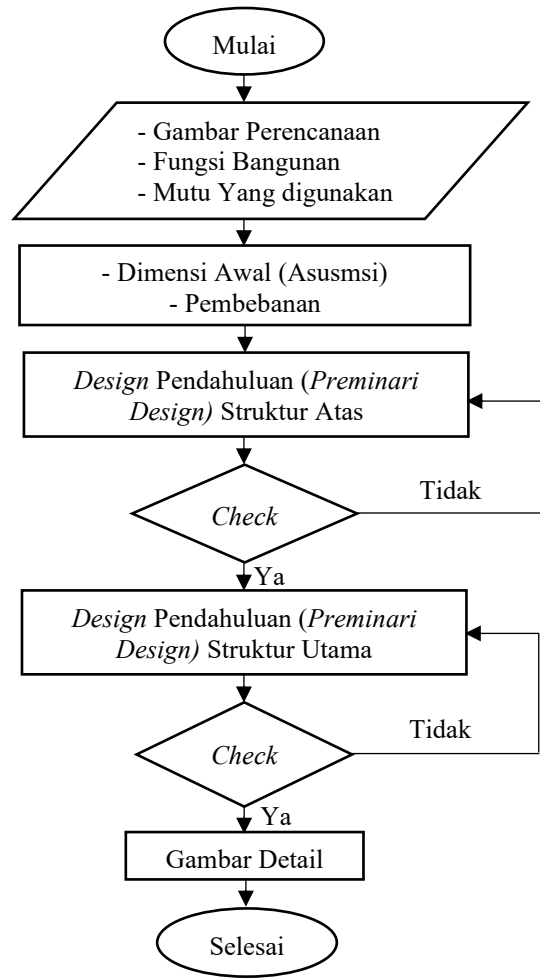 Mulai
- Gambar Perencanaan
- Fungsi Bangunan
- Mutu Yang digunakan
- Dimensi Awal (Asusmsi)
- Pembebanan
Design Pendahuluan (Preminari
Design) Struktur Atas
Check
Tidak
Ya
Design Pendahuluan (Preminari
Design) Struktur Utama
Check
Tidak
Ya
Gambar Detail
Selesai